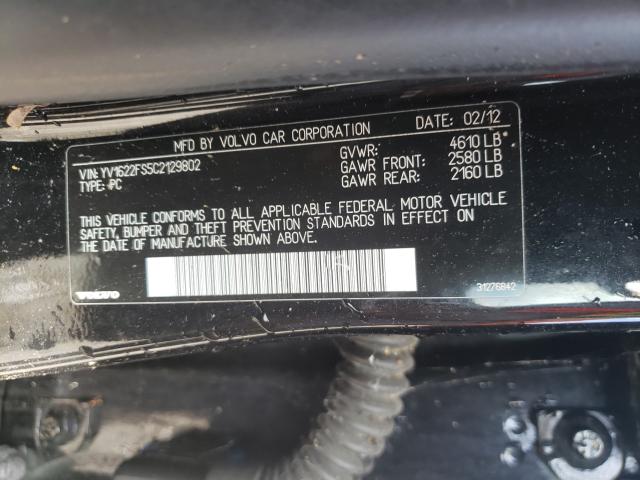 MFD BY VOLVO CAR CORPORATION DATE: 02/12
VIN: YV1622FS5C2129802
TYPE: PC
GVWR: 4610 LB*
GAWR FRONT: 2580 LB
GAWR REAR: 2160 LB
THIS VEHICLE CONFORMS TO ALL APPLICABLE FEDERAL MOTOR VEHICLE
SAFETY, BUMPER AND THEFT PREVENTION STANDARDS IN EFFECT ON
THE DATE OF MANUFACTURE SHOWN ABOVE.
VOLVO
31276842